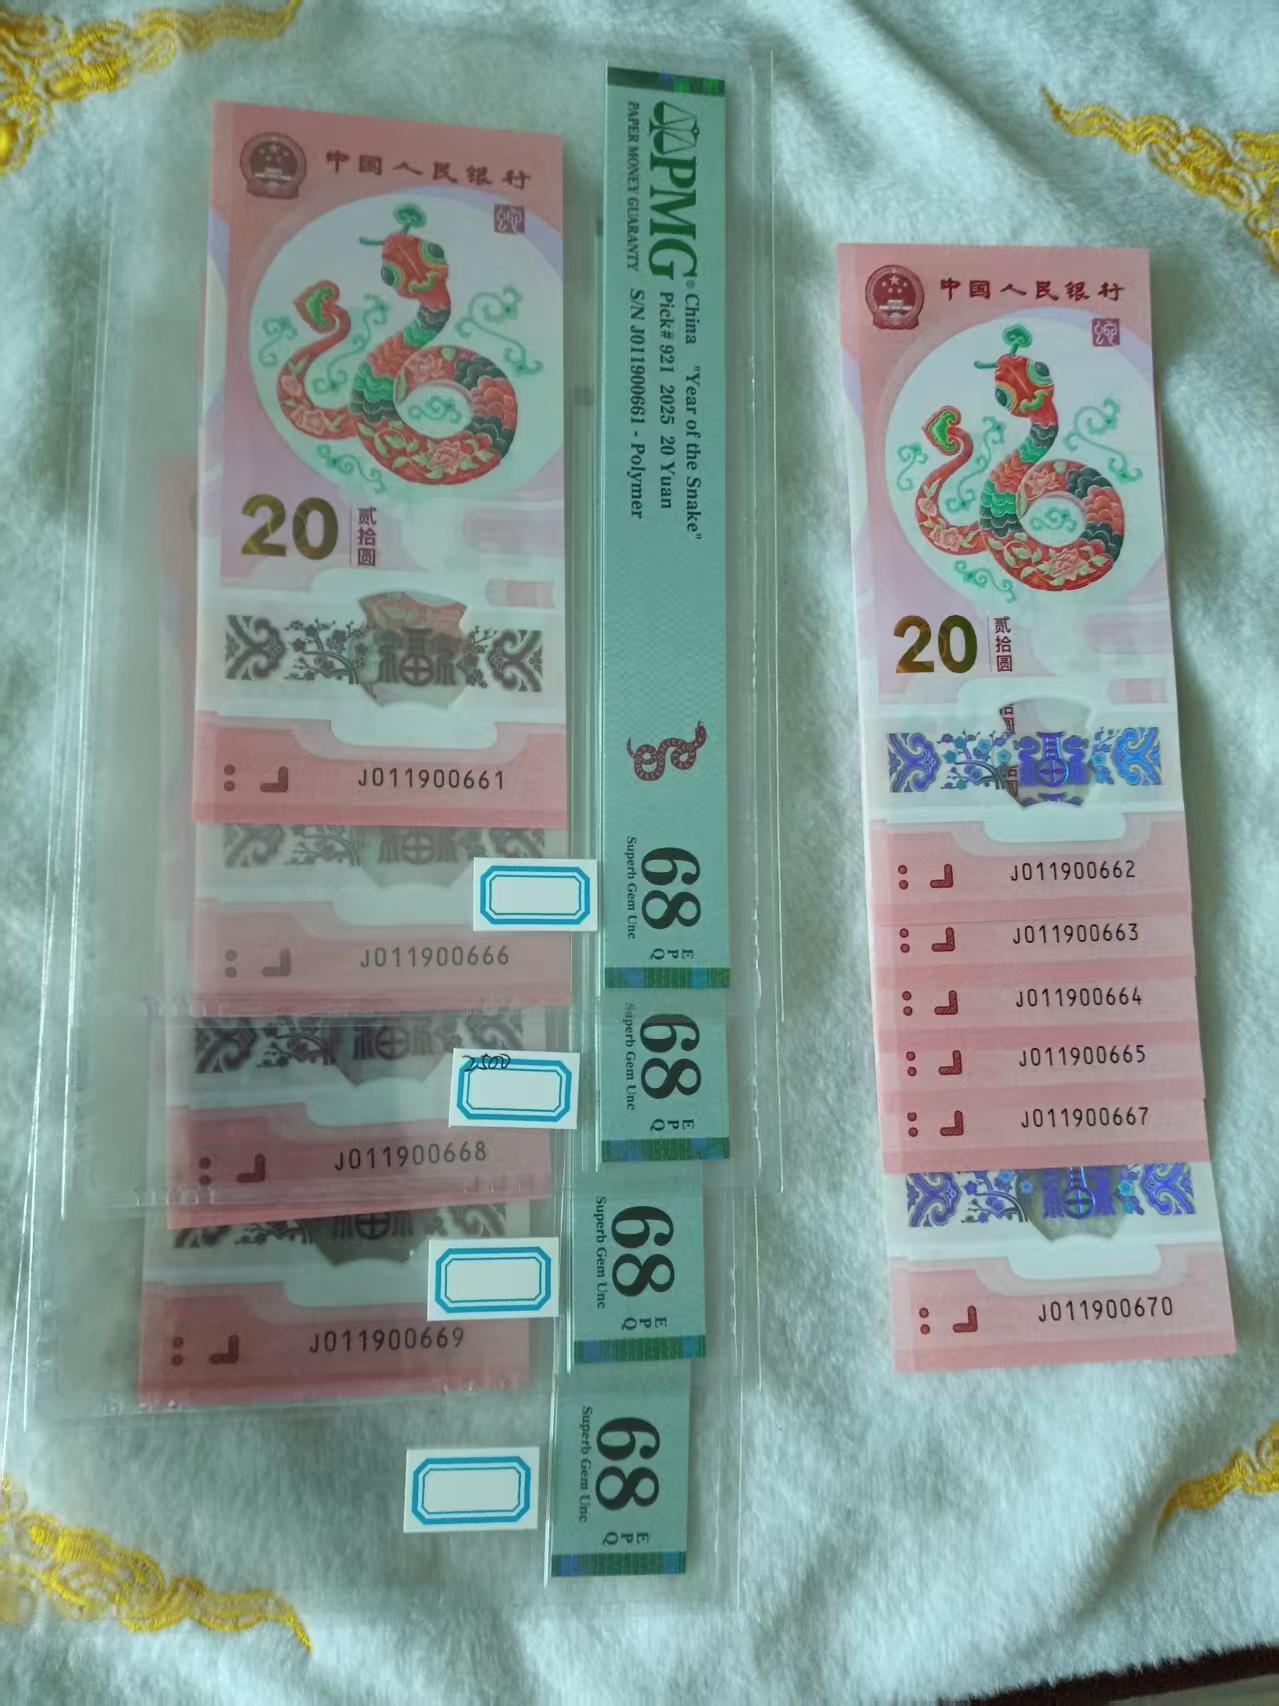 中国人民银行
20
贰拾圆
J011900661
J011900666
J011900668
J011900669
PMG®
PAPER MONEY GUARANTY
China "Year of the Snake"
Pick# 921 2025 20 Yuan
S/N J011900661 - Polymer
68 EPQ
Superb Gem Unc
68 EPQ
Superb Gem Unc
68 EPQ
Superb Gem Unc
68 EPQ
Superb Gem Unc
2500
中国人民银行
20
贰拾圆
J011900662
J011900663
J011900664
J011900665
J011900667
J011900670